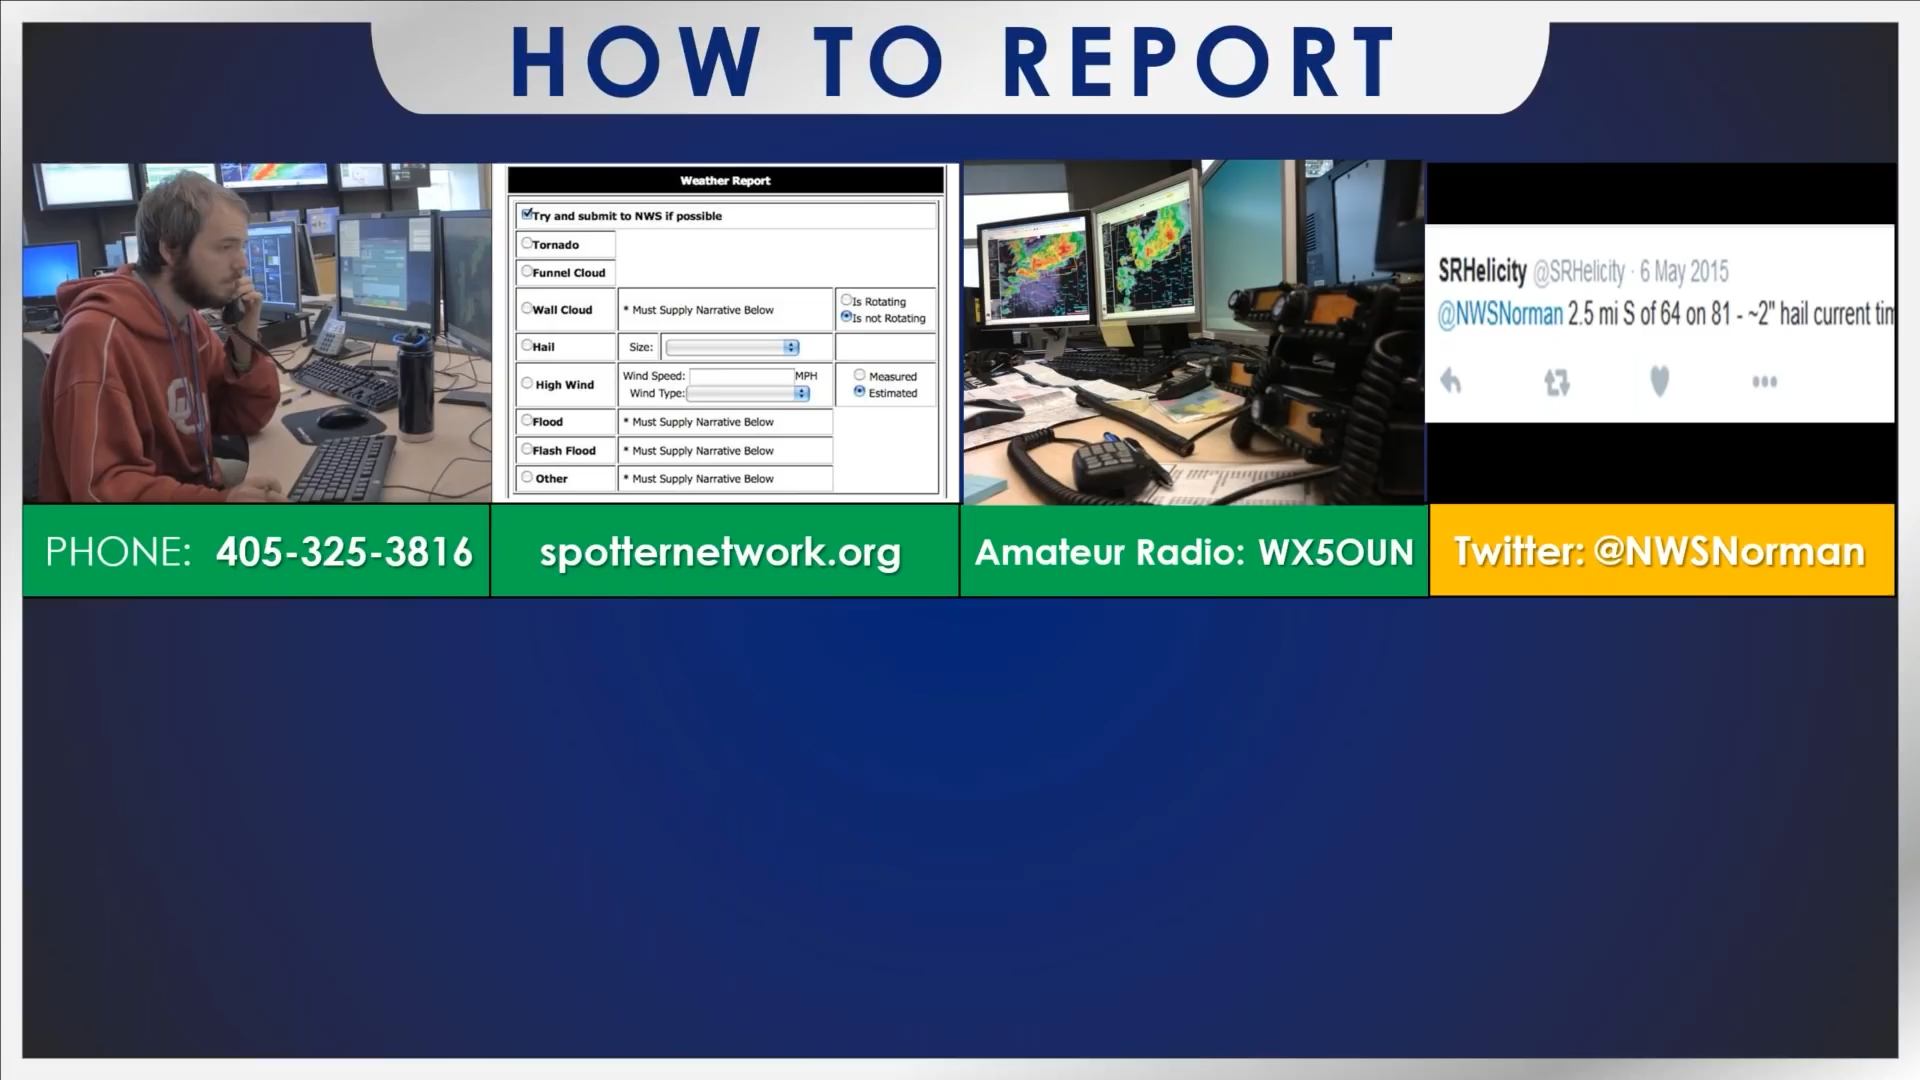 HOW TO REPORT
Weather Report
Try and submit to NWS if possible
Tornado
Funnel Cloud
Wall Cloud * Must Supply Narrative Below Is Rotating
Is not Rotating
Hail Size:
High Wind Wind Speed: MPH Measured
Wind Type: Estimated
Flood * Must Supply Narrative Below
Flash Flood * Must Supply Narrative Below
Other * Must Supply Narrative Below
SRHelicity @SRHelicity · 6 May 2015
@NWSNorman 2.5 mi S of 64 on 81 - ~2" hail current tim
PHONE: 405-325-3816
spotternetwork.org
Amateur Radio: WX5OUN
Twitter: @NWSNorman